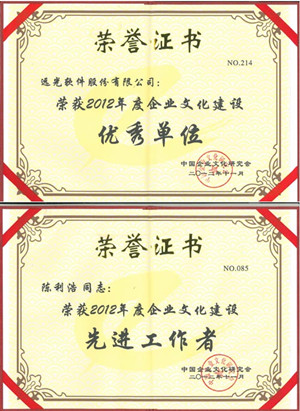 荣誉证书
NO.214
远光软件股份有限公司：
荣获2012年度企业文化建设
优秀单位
中国企业文化研究会
二〇一二年十一月
荣誉证书
NO.085
陈利浩 同志：
荣获2012年度企业文化建设
先进工作者
中国企业文化研究会
二〇一二年十一月